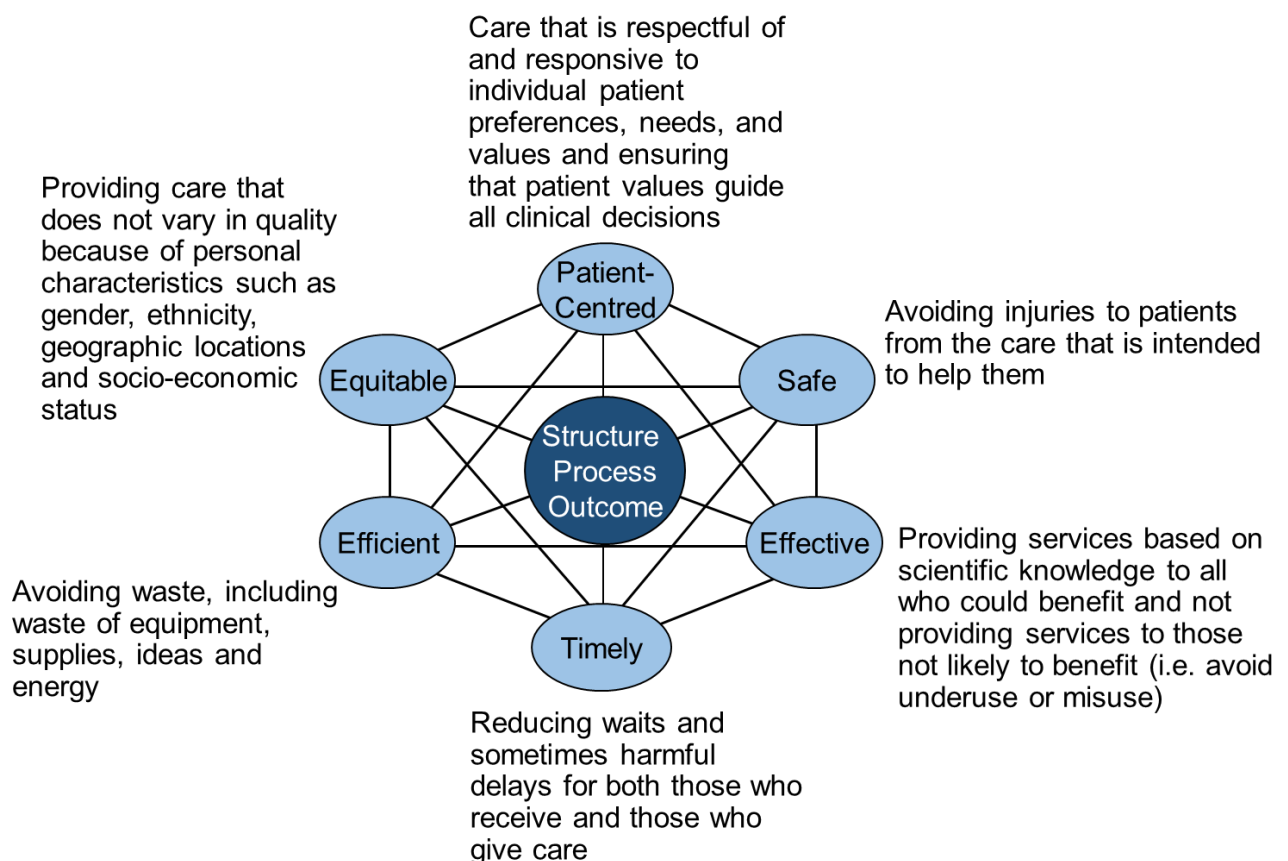 Care that is respectful of
and responsive to
individual patient
preferences, needs, and
values and ensuring
that patient values guide
all clinical decisions
Providing care that
does not vary in quality
because of personal
characteristics such as
gender, ethnicity,
geographic locations
and socio-economic
status
Patient-
Centred
Avoiding injuries to patients
from the care that is intended
to help them
Equitable
Safe
Structure
Process
Outcome
Efficient
Effective
Providing services based on
scientific knowledge to all
who could benefit and not
providing services to those
not likely to benefit (i.e. avoid
underuse or misuse)
Avoiding waste, including
waste of equipment,
supplies, ideas and
energy
Timely
Reducing waits and
sometimes harmful
delays for both those who
receive and those who
give care